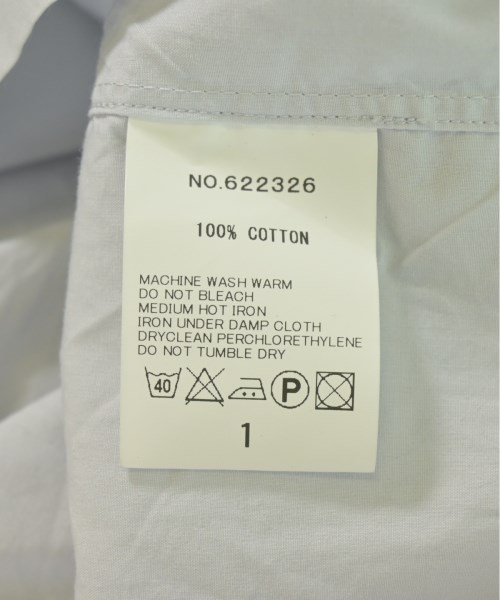 NO.622326
100% COTTON
MACHINE WASH WARM
DO NOT BLEACH
MEDIUM HOT IRON
IRON UNDER DAMP CLOTH
DRYCLEAN PERCHLORETHYLENE
DO NOT TUMBLE DRY
40 P
1